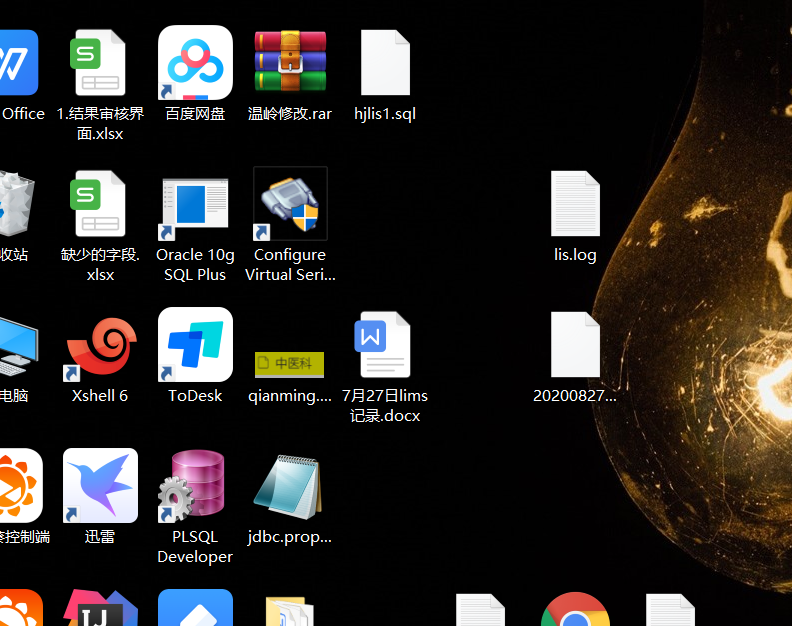 Office
1.结果审核界
面.xlsx
百度网盘
温岭修改.rar
hjlis1.sql
收站
缺少的字段.
xlsx
Oracle 10g
SQL Plus
Configure
Virtual Seri...
lis.log
电脑
Xshell 6
ToDesk
中医科
qianming....
7月27日lims
记录.docx
20200827...
控制端
迅雷
PLSQL
Developer
jdbc.prop...
IJ